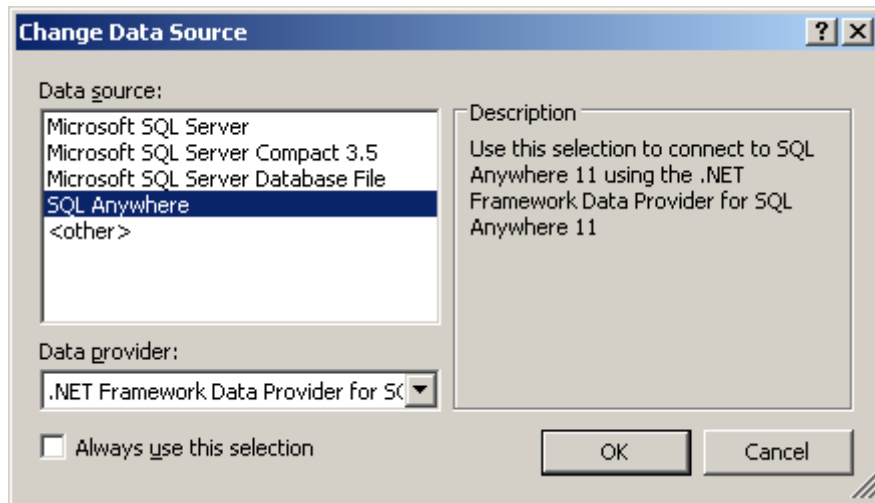 Change Data Source
Data source:
Microsoft SQL Server
Microsoft SQL Server Compact 3.5
Microsoft SQL Server Database File
SQL Anywhere
<other>
Description
Use this selection to connect to SQL
Anywhere 11 using the .NET
Framework Data Provider for SQL
Anywhere 11
Data provider:
.NET Framework Data Provider for
Always use this selection
OK
Cancel